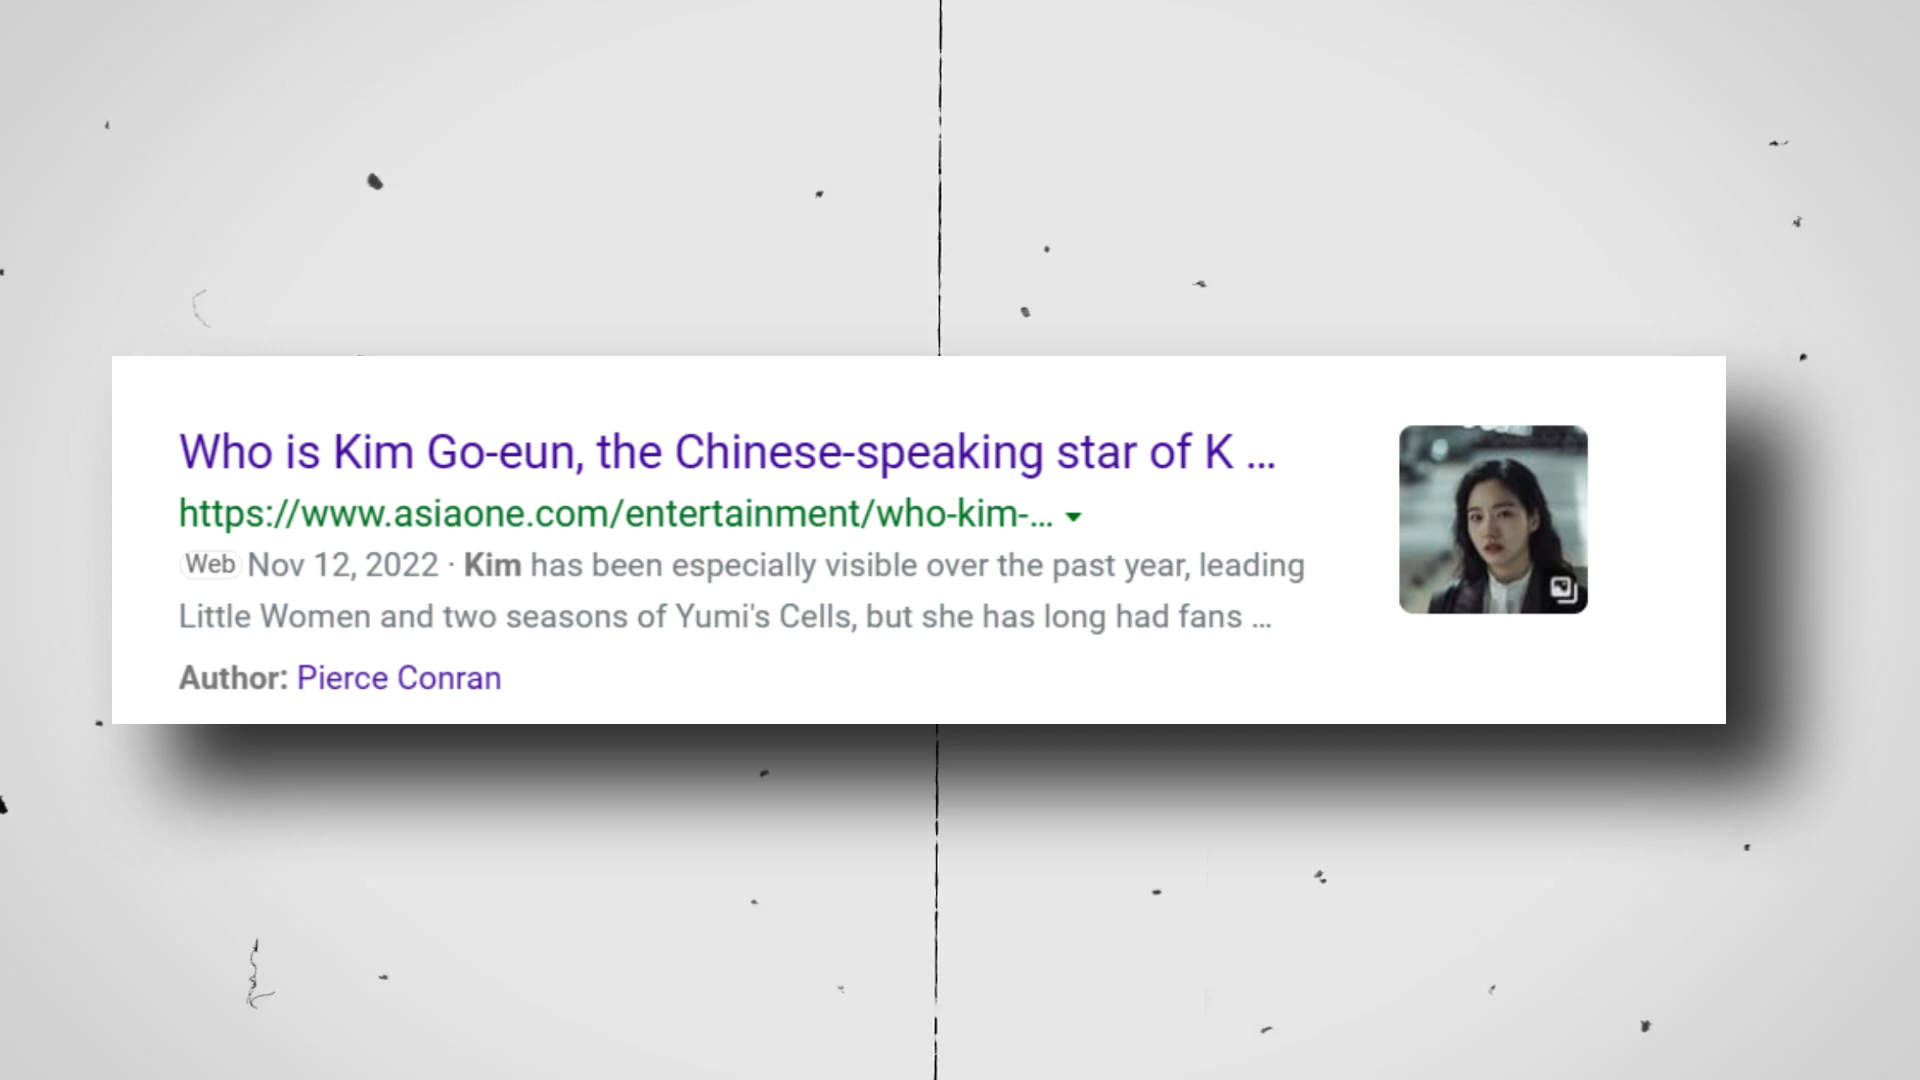 Who is Kim Go-eun, the Chinese-speaking star of K ...
https://www.asiaone.com/entertainment/who-kim-...
Web Nov 12, 2022 · Kim has been especially visible over the past year, leading
Little Women and two seasons of Yumi's Cells, but she has long had fans ...
Author: Pierce Conran